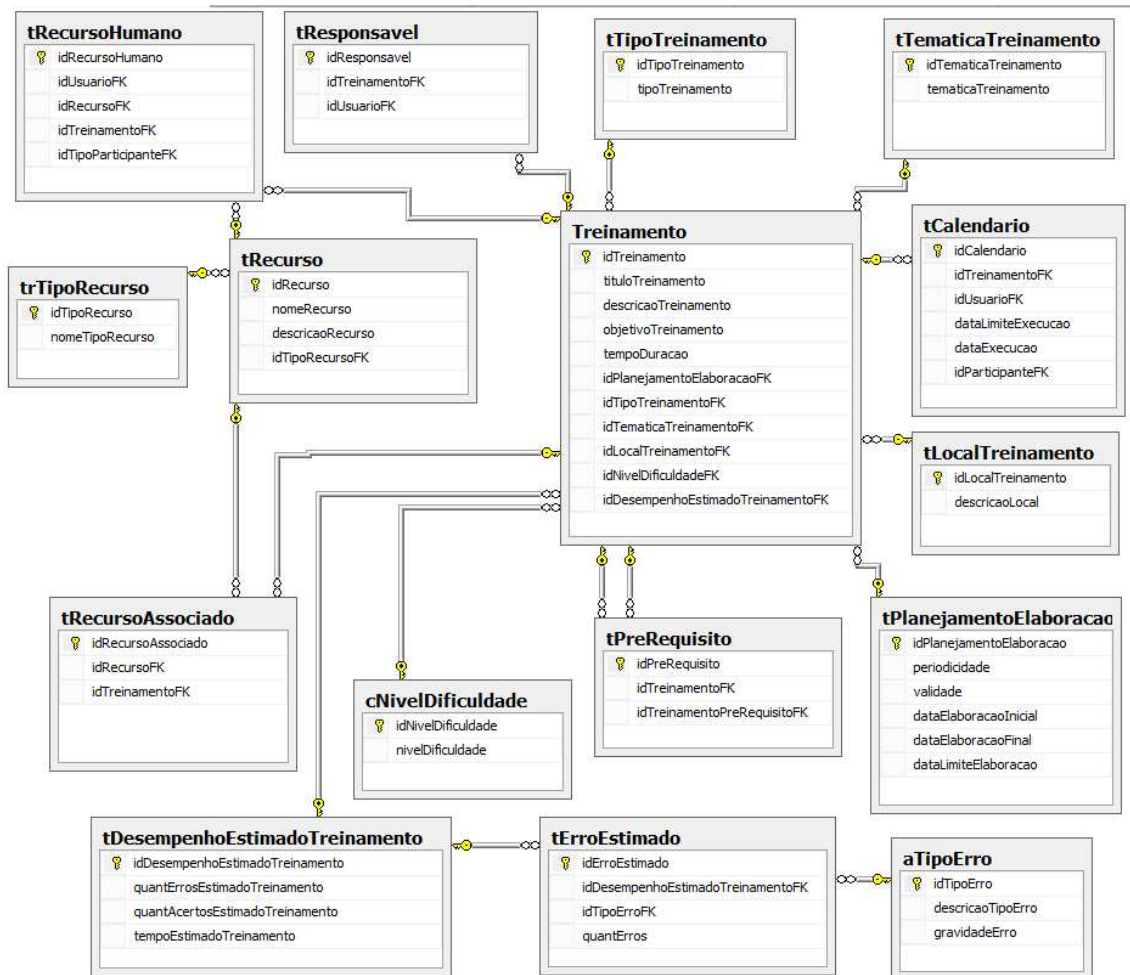 tRecursoHumano
idRecursoHumano
idUsuarioFK
idRecursoFK
idTreinamentoFK
idTipoParticipanteFK
tResponsavel
idResponsavel
idTreinamentoFK
idUsuarioFK
tTipoTreinamento
idTipoTreinamento
tipoTreinamento
tTematicaTreinamento
idTematicaTreinamento
tematicaTreinamento
trTipoRecurso
idTipoRecurso
nomeTipoRecurso
tRecurso
idRecurso
nomeRecurso
descricaoRecurso
idTipoRecursoFK
Treinamento
idTreinamento
tituloTreinamento
descricaoTreinamento
objetivoTreinamento
tempoDuracao
idPlanejamentoElaboracaoFK
idTipoTreinamentoFK
idTematicaTreinamentoFK
idLocalTreinamentoFK
idNivelDificuldadeFK
idDesempenhoEstimadoTreinamentoFK
tCalendario
idCalendario
idTreinamentoFK
idUsuarioFK
dataLimiteExecucao
dataExecucao
idParticipanteFK
tLocalTreinamento
idLocalTreinamento
descricaoLocal
tRecursoAssociado
idRecursoAssociado
idRecursoFK
idTreinamentoFK
cNivelDificuldade
idNivelDificuldade
nivelDificuldade
tPreRequisito
idPreRequisito
idTreinamentoFK
idTreinamentoPreRequisitoFK
tPlanejamentoElaboracao
idPlanejamentoElaboracao
periodicidade
validade
dataElaboracaoInicial
dataElaboracaoFinal
dataLimiteElaboracao
tDesempenhoEstimadoTreinamento
idDesempenhoEstimadoTreinamento
quantErrosEstimadoTreinamento
quantAcertosEstimadoTreinamento
tempoEstimadoTreinamento
tErroEstimado
idErroEstimado
idDesempenhoEstimadoTreinamentoFK
idTipoErroFK
quantErros
aTipoErro
idTipoErro
descricaoTipoErro
gravidadeErro